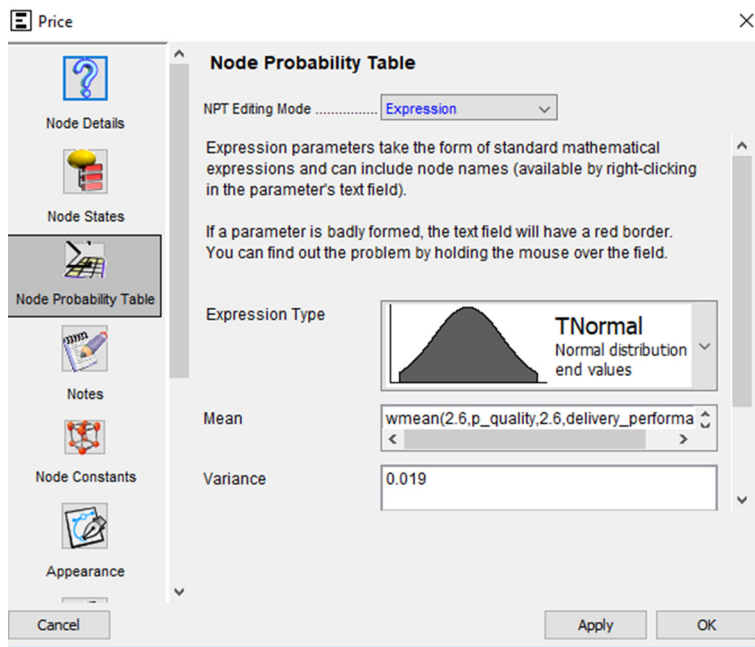 Price
Node Details
Node States
Node Probability Table
Notes
Node Constants
Appearance
Node Probability Table
NPT Editing Mode ................ Expression
Expression parameters take the form of standard mathematical
expressions and can include node names (available by right-clicking
in the parameter's text field).
If a parameter is badly formed, the text field will have a red border.
You can find out the problem by holding the mouse over the field.
Expression Type
TNormal
Normal distribution
end values
Mean
wmean(2.6,p_quality,2.6,delivery_performa
Variance
0.019
Cancel
Apply
OK